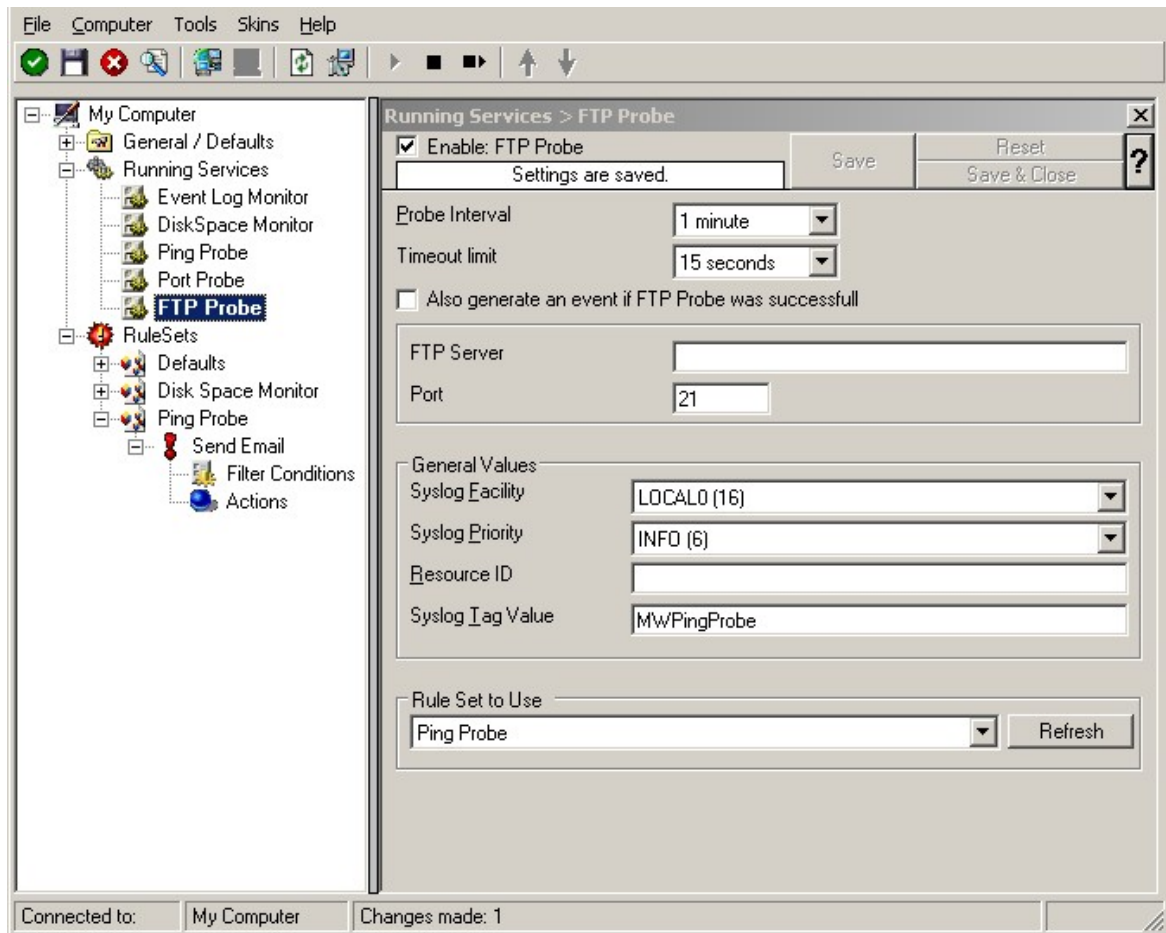 File Computer Tools Skins Help
My Computer
General / Defaults
Running Services
Event Log Monitor
DiskSpace Monitor
Ping Probe
Port Probe
FTP Probe
RuleSets
Defaults
Disk Space Monitor
Ping Probe
Send Email
Filter Conditions
Actions
Running Services > FTP Probe
Enable: FTP Probe
Settings are saved.
Save
Reset
Save & Close
?
Probe Interval
1 minute
Timeout limit
15 seconds
Also generate an event if FTP Probe was successfull
FTP Server
Port
21
General Values
Syslog Facility
LOCAL0 (16)
Syslog Priority
INFO (6)
Resource ID
Syslog Tag Value
MWPingProbe
Rule Set to Use
Ping Probe
Refresh
Connected to: My Computer Changes made: 1